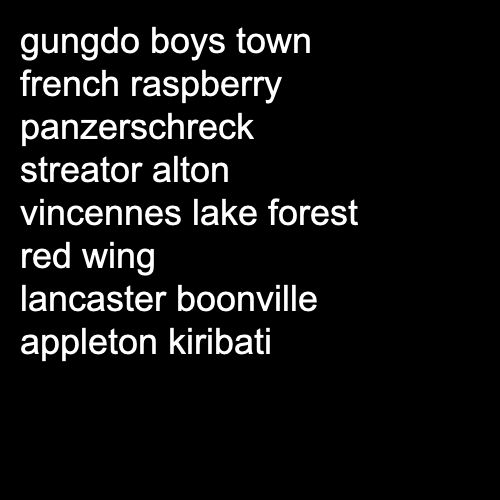 gungdo boys town
french raspberry
panzerschreck
streator alton
vincennes lake forest
red wing
lancaster boonville
appleton kiribati